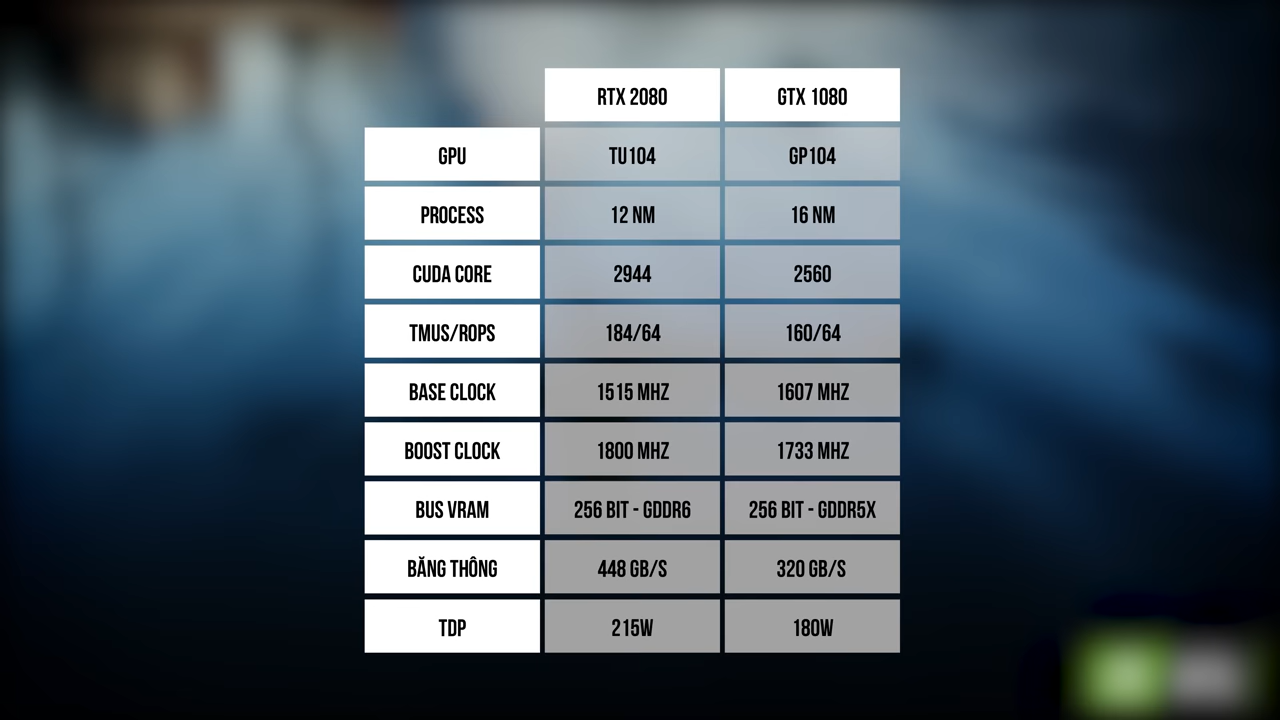 RTX 2080 GTX 1080
GPU TU104 GP104
PROCESS 12 NM 16 NM
CUDA CORE 2944 2560
TMUS/ROPS 184/64 160/64
BASE CLOCK 1515 MHZ 1607 MHZ
BOOST CLOCK 1800 MHZ 1733 MHZ
BUS VRAM 256 BIT - GDDR6 256 BIT - GDDR5X
BĂNG THÔNG 448 GB/S 320 GB/S
TDP 215W 180W